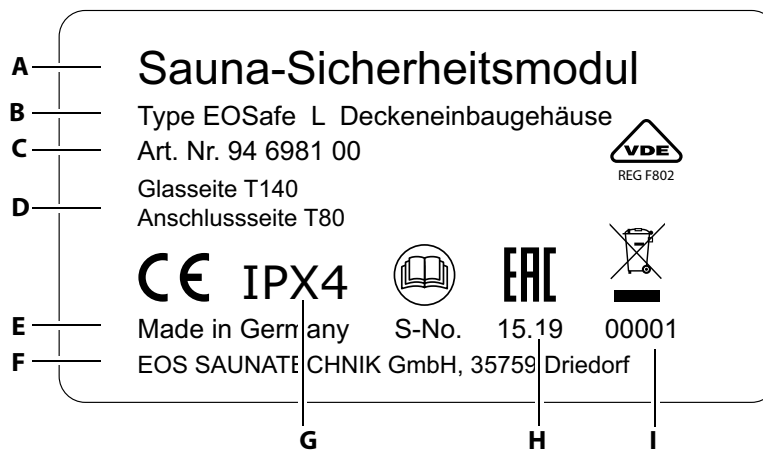 A Sauna-Sicherheitsmodul
B Type EOSafe L Deckeneinbaugehäuse
C Art. Nr. 94 6981 00
VDE
REG F802
D Glasseite T140
Anschlussseite T80
CE IPX4 EAC
E Made in Germany S-No. 15.19 00001
F EOS SAUNATECHNIK GmbH, 35759 Driedorf
G H I